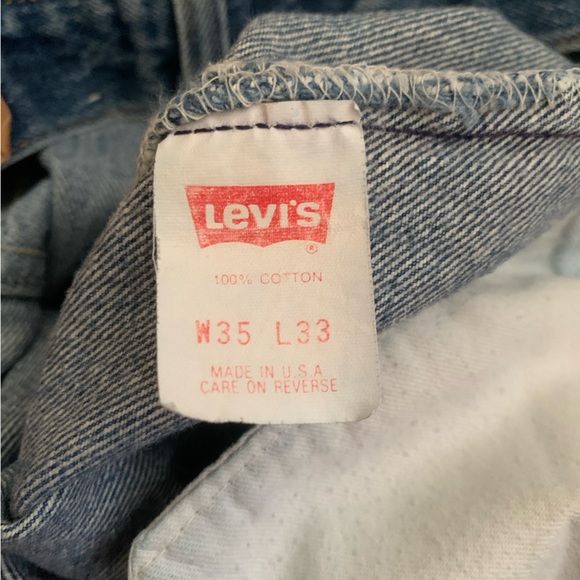 Levi's
®
100% COTTON
W35 L33
MADE IN U.S.A
CARE ON REVERSE